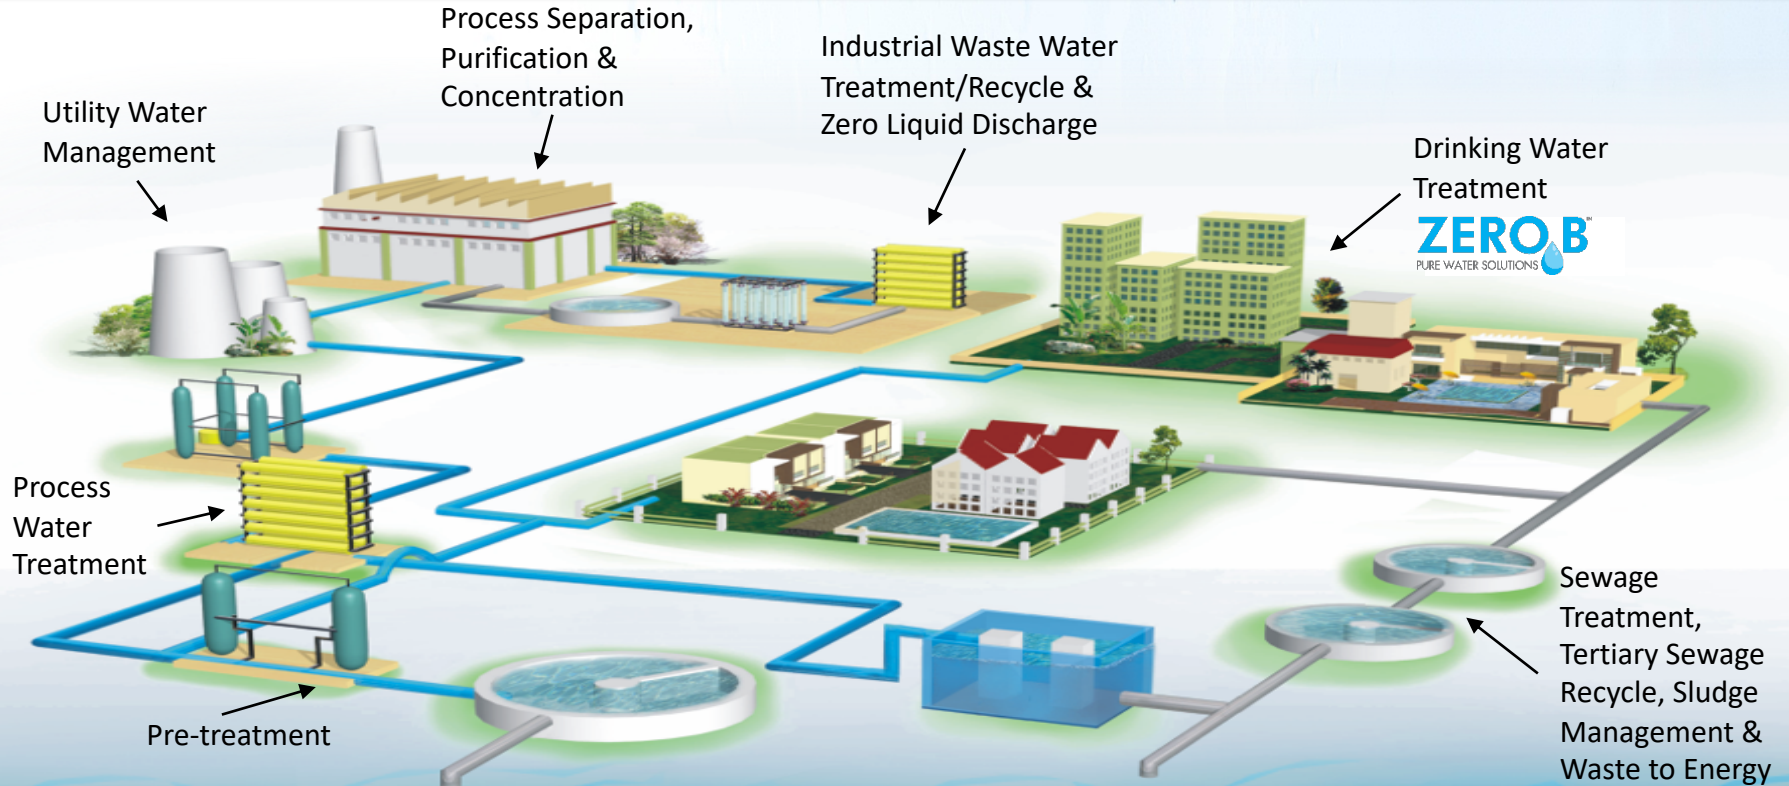 Process Separation,
Purification &
Concentration
Industrial Waste Water
Treatment/Recycle &
Zero Liquid Discharge
Utility Water
Management
Drinking Water
Treatment
ZERO B
PURE WATER SOLUTIONS
Process
Water
Treatment
Sewage
Treatment,
Tertiary Sewage
Recycle, Sludge
Management &
Waste to Energy
Pre-treatment